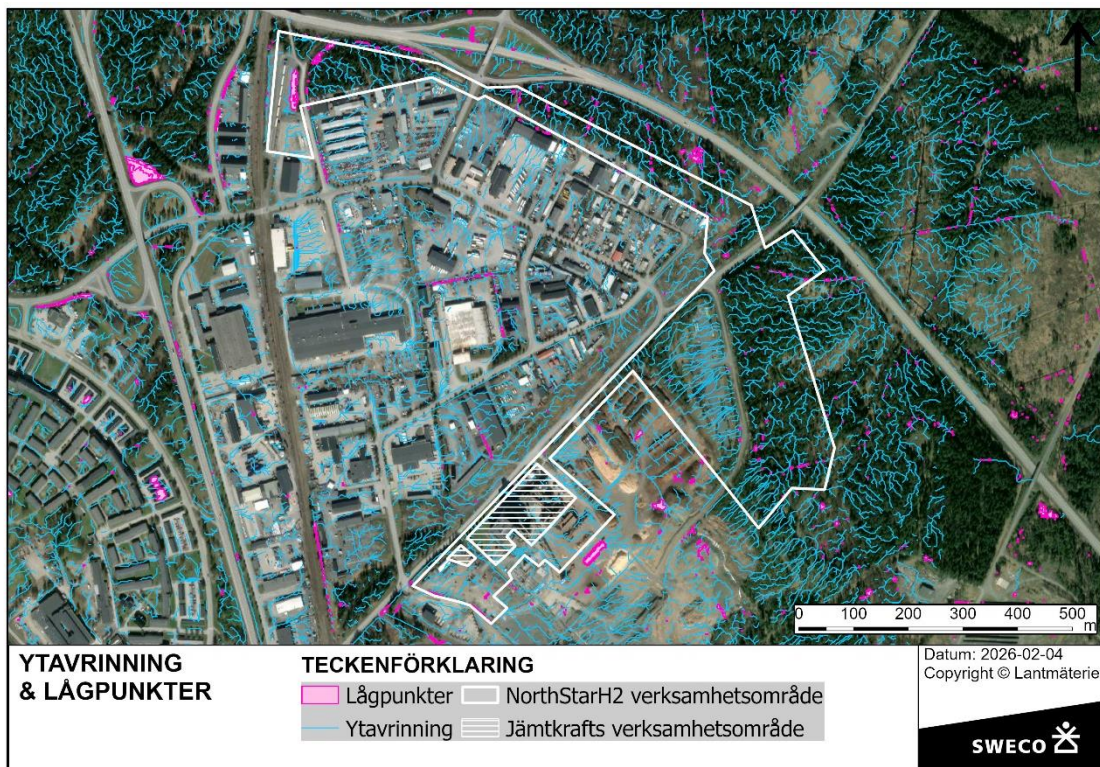 0 100 200 300 400 500
m
YTAVRINNING
& LÅGPUNKTER
TECKENFÖRKLARING
Lågpunkter
NorthStarH2 verksamhetsområde
Ytavrinning
Jämtkrafts verksamhetsområde
Datum: 2026-02-04
Copyright © Lantmäterie
SWECO